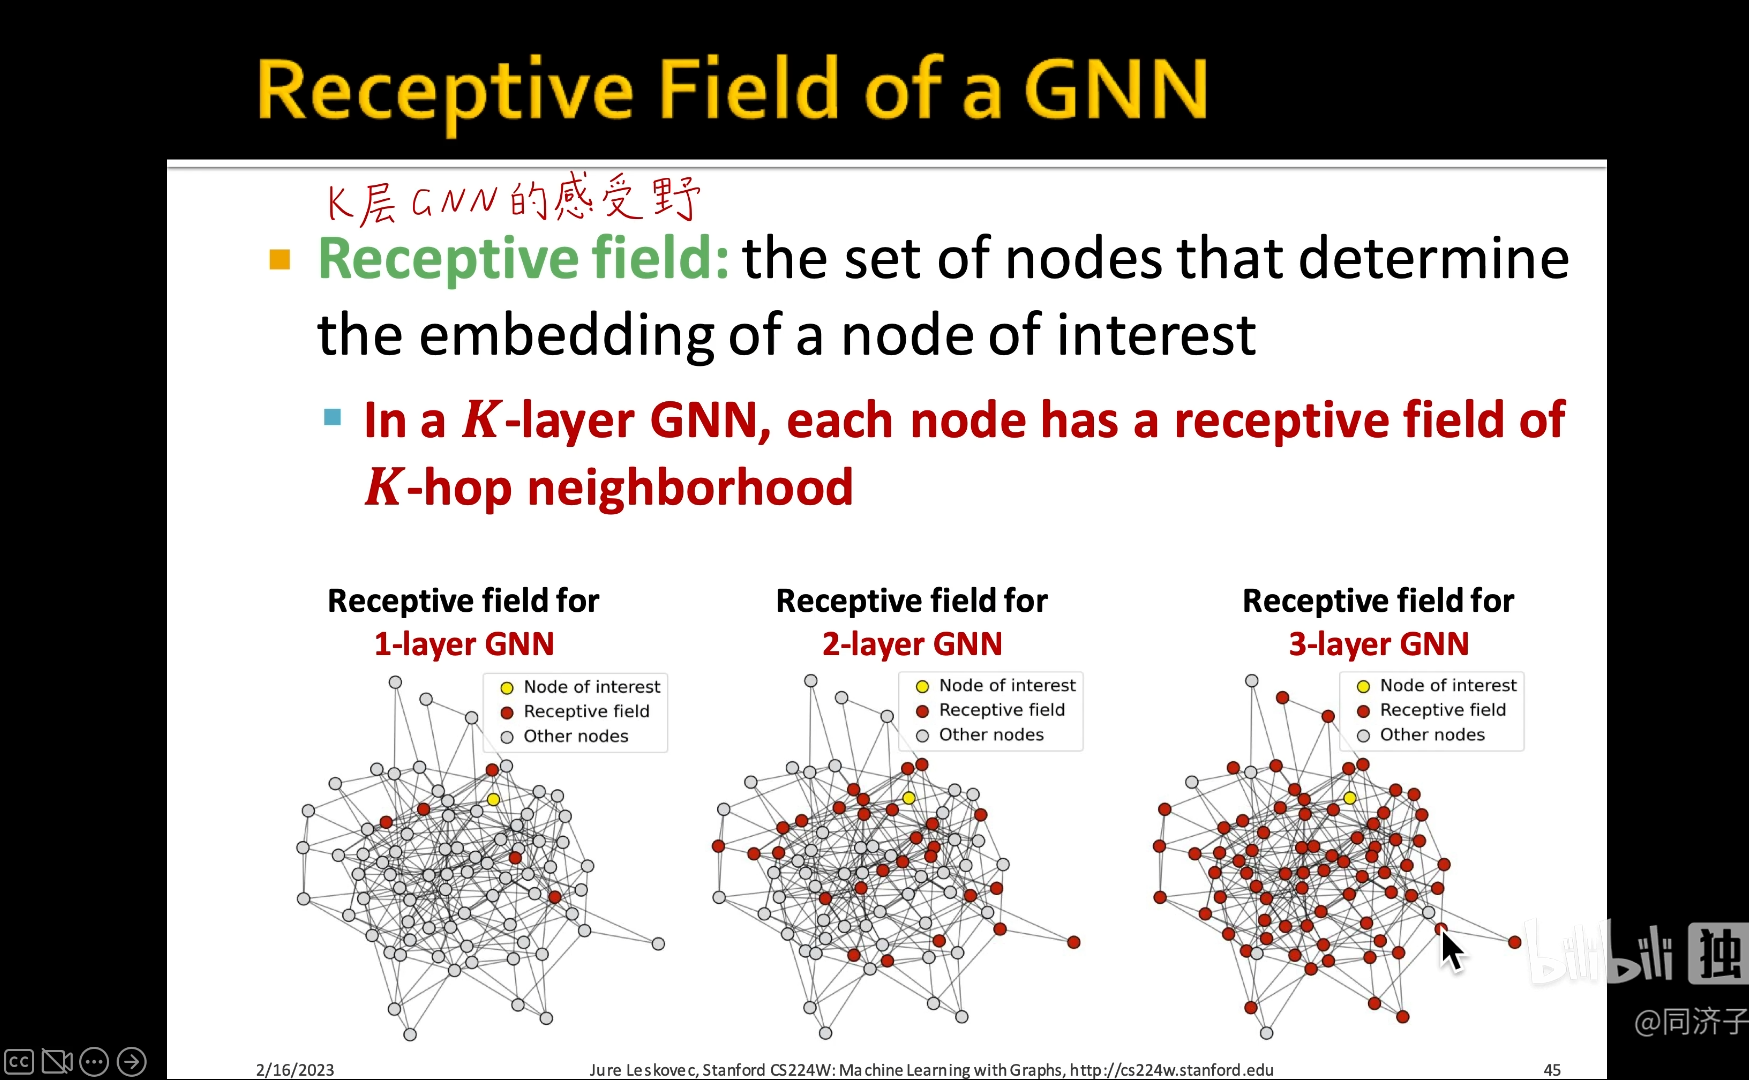 Receptive Field of a GNN
K层GNN的感受野
Receptive field: the set of nodes that determine
the embedding of a node of interest
In a K-layer GNN, each node has a receptive field of
K-hop neighborhood
Receptive field for
1-layer GNN
Node of interest
Receptive field
Other nodes
Receptive field for
2-layer GNN
Node of interest
Receptive field
Other nodes
Receptive field for
3-layer GNN
Node of interest
Receptive field
Other nodes
bilibili 独
@同济子
CC
2/16/2023
Jure Leskovec, Stanford CS224W: Machine Learning with Graphs, http://cs224w.stanford.edu
45